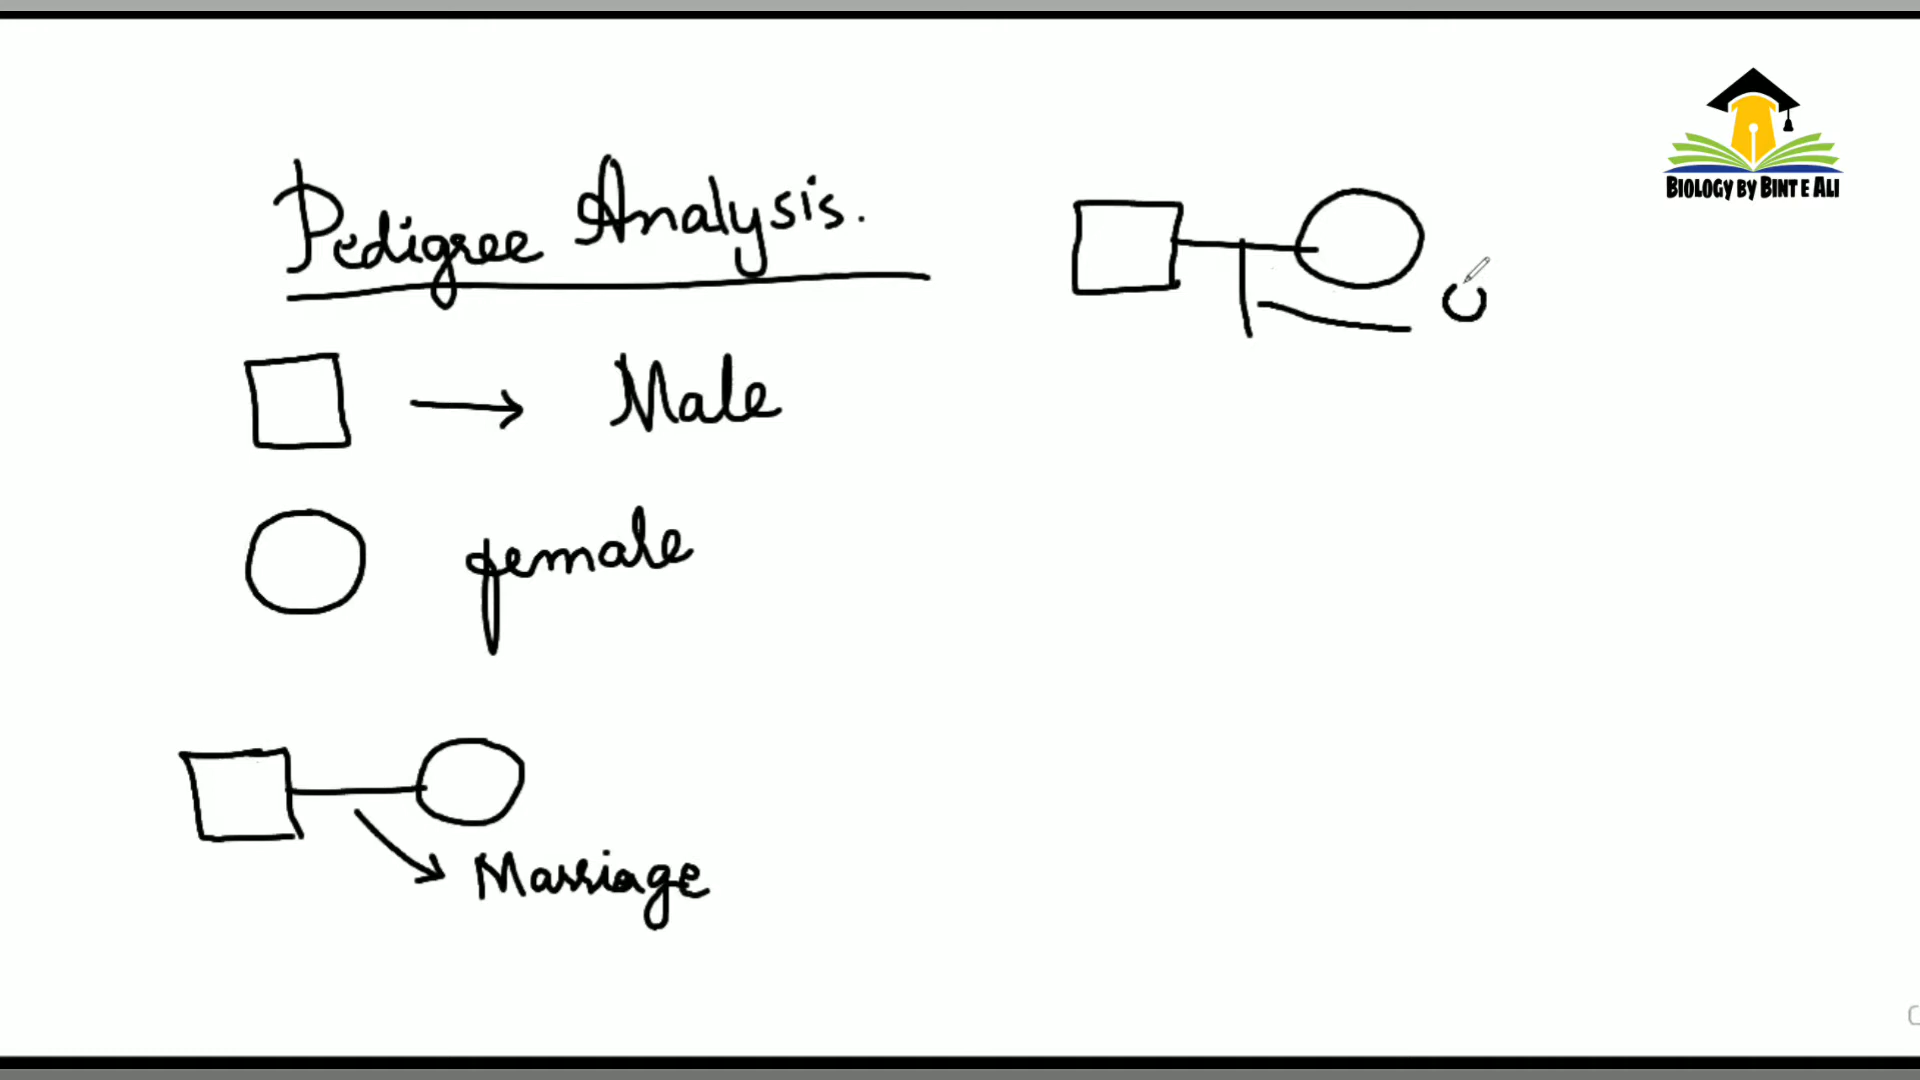 Pedigree Analysis.
Male
female
Marriage
BIOLOGY BY BINT E ALI